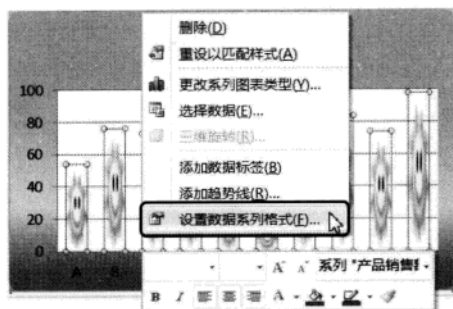 删除(D)
重设以匹配样式(A)
更改系列图表类型(Y)...
选择数据(E)...
三维旋转(R)...
添加数据标签(B)
添加趋势线(R)...
设置数据系列格式(F)...
100
80
60
40
20
0
A
B
系列 "产品销售
B I A